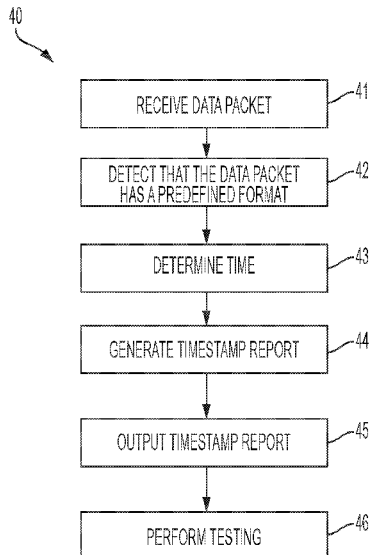 40
RECEIVE DATA PACKET
41
DETECT THAT THE DATA PACKET
HAS A PREDEFINED FORMAT
42
DETERMINE TIME
43
GENERATE TIMESTAMP REPORT
44
OUTPUT TIMESTAMP REPORT
45
PERFORM TESTING
46